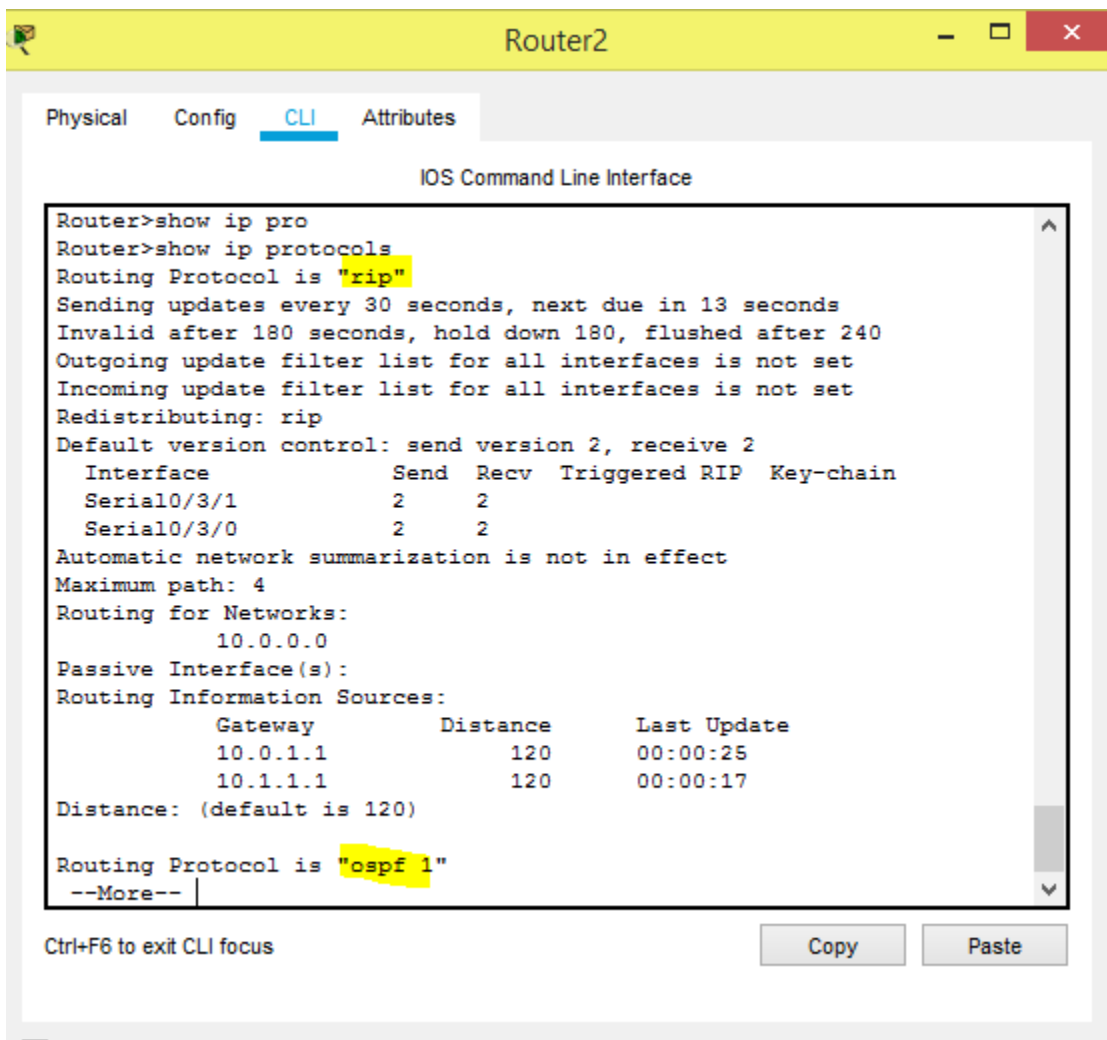 Router2
Physical Config CLI Attributes
IOS Command Line Interface
Router>show ip pro
Router>show ip protocols
Routing Protocol is "rip"
Sending updates every 30 seconds, next due in 13 seconds
Invalid after 180 seconds, hold down 180, flushed after 240
Outgoing update filter list for all interfaces is not set
Incoming update filter list for all interfaces is not set
Redistributing: rip
Default version control: send version 2, receive 2
Interface Send Recv Triggered RIP Key-chain
Serial0/3/1 2 2
Serial0/3/0 2 2
Automatic network summarization is not in effect
Maximum path: 4
Routing for Networks:
10.0.0.0
Passive Interface(s):
Routing Information Sources:
Gateway Distance Last Update
10.0.1.1 120 00:00:25
10.1.1.1 120 00:00:17
Distance: (default is 120)
Routing Protocol is "ospf 1"
--More--
Ctrl+F6 to exit CLI focus
Copy Paste